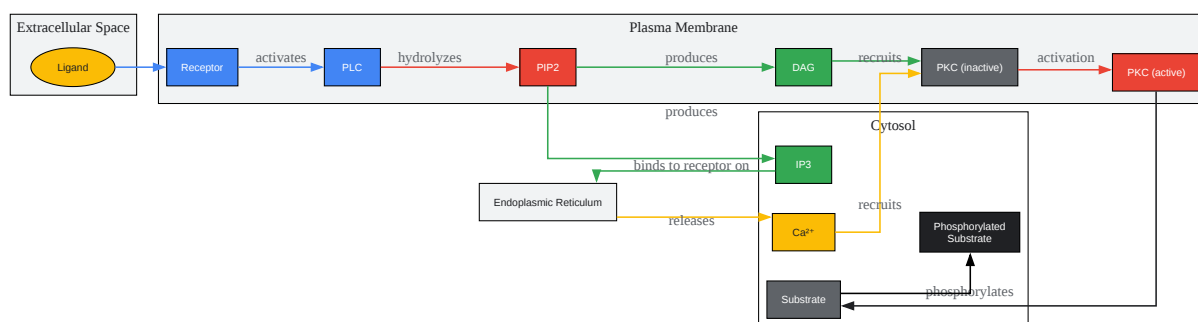 Extracellular Space
Plasma Membrane
Ligand
Receptor
activates
PLC
hydrolyzes
PIP2
produces
DAG
recruits
PKC (inactive)
activation
PKC (active)
produces
Cytosol
binds to receptor on
IP3
Endoplasmic Reticulum
releases
Ca²⁺
recruits
Phosphorylated
Substrate
Substrate
phosphorylates